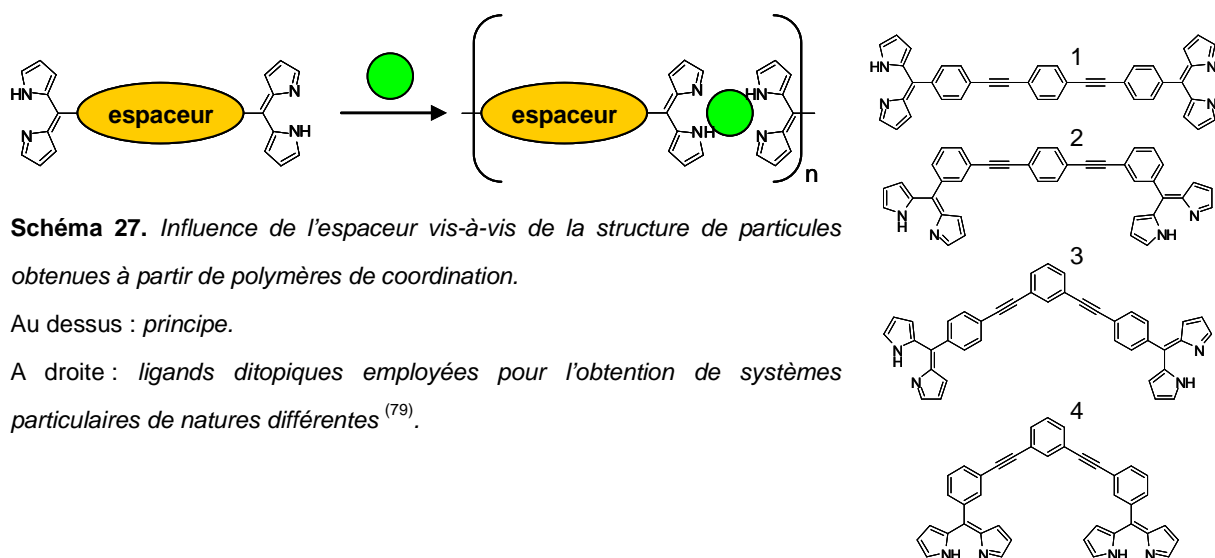 HN
N
espaceur
N
NH
espaceur
N
NH
HN
N
n
Schéma 27. Influence de l'espaceur vis-à-vis de la structure de particules
obtenues à partir de polymères de coordination.
Au dessus : principe.
A droite : ligands ditopiques employées pour l'obtention de systèmes
particulaires de natures différentes (79).
1
HN
N
N
HN
2
N
H
N
N
NH
3
N
H
N
N
NH
4
NH
N
NH
N